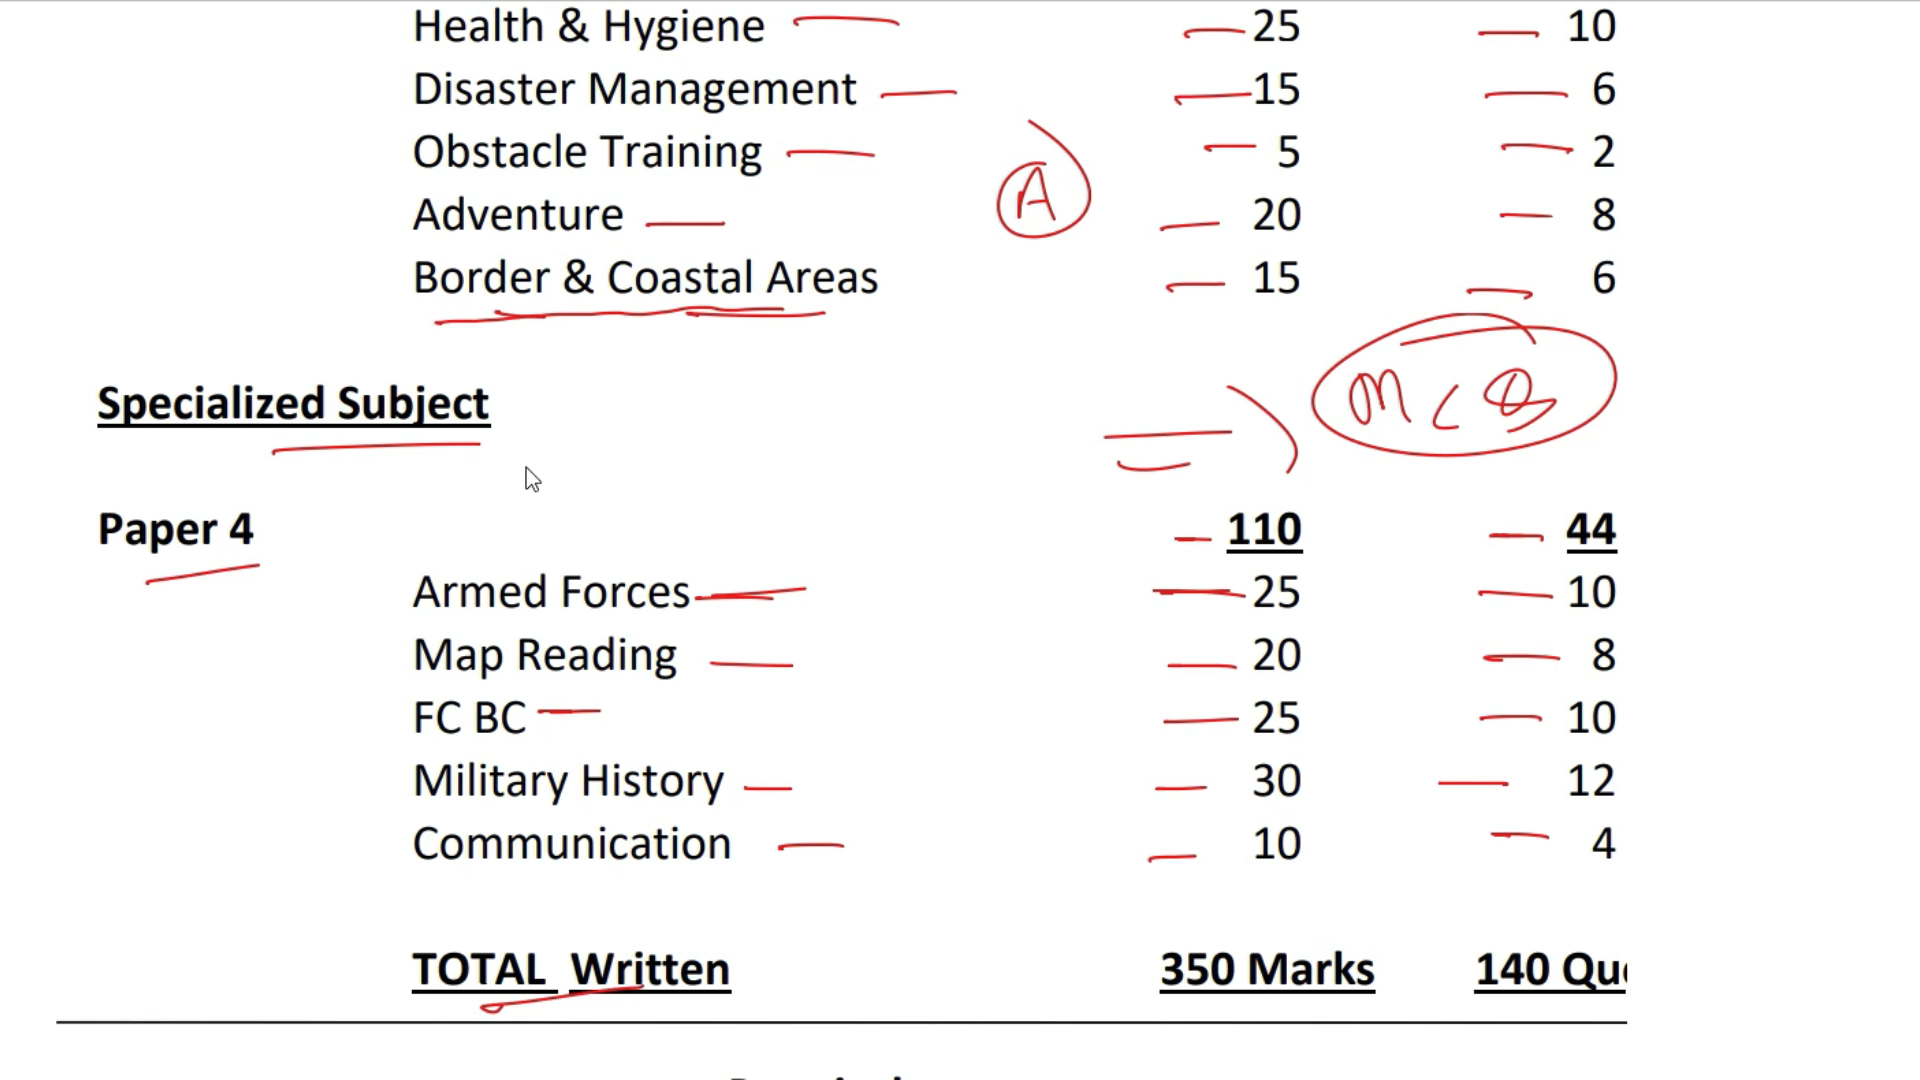 Health & Hygiene 25 10
Disaster Management 15 6
Obstacle Training 5 2
A
Adventure 20 8
Border & Coastal Areas 15 6
Specialized Subject
MCQ
Paper 4 110 44
Armed Forces 25 10
Map Reading 20 8
FC BC 25 10
Military History 30 12
Communication 10 4
TOTAL Written 350 Marks 140